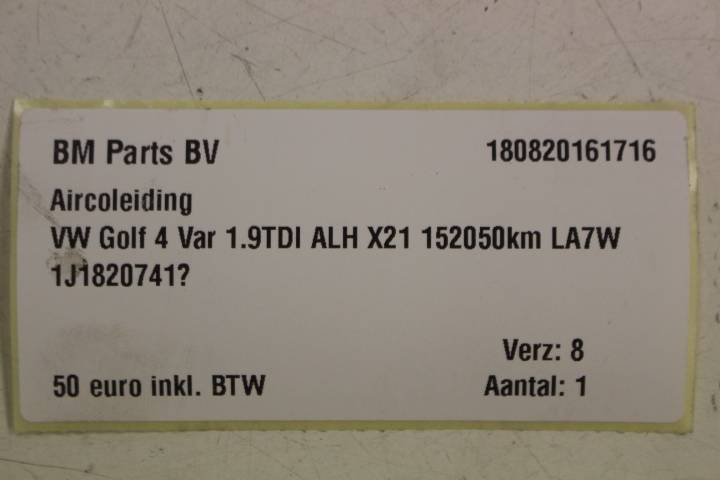 BM Parts BV 180820161716
Aircoleiding
VW Golf 4 Var 1.9TDI ALH X21 152050km LA7W
1J1820741?
Verz: 8
50 euro inkl. BTW Aantal: 1